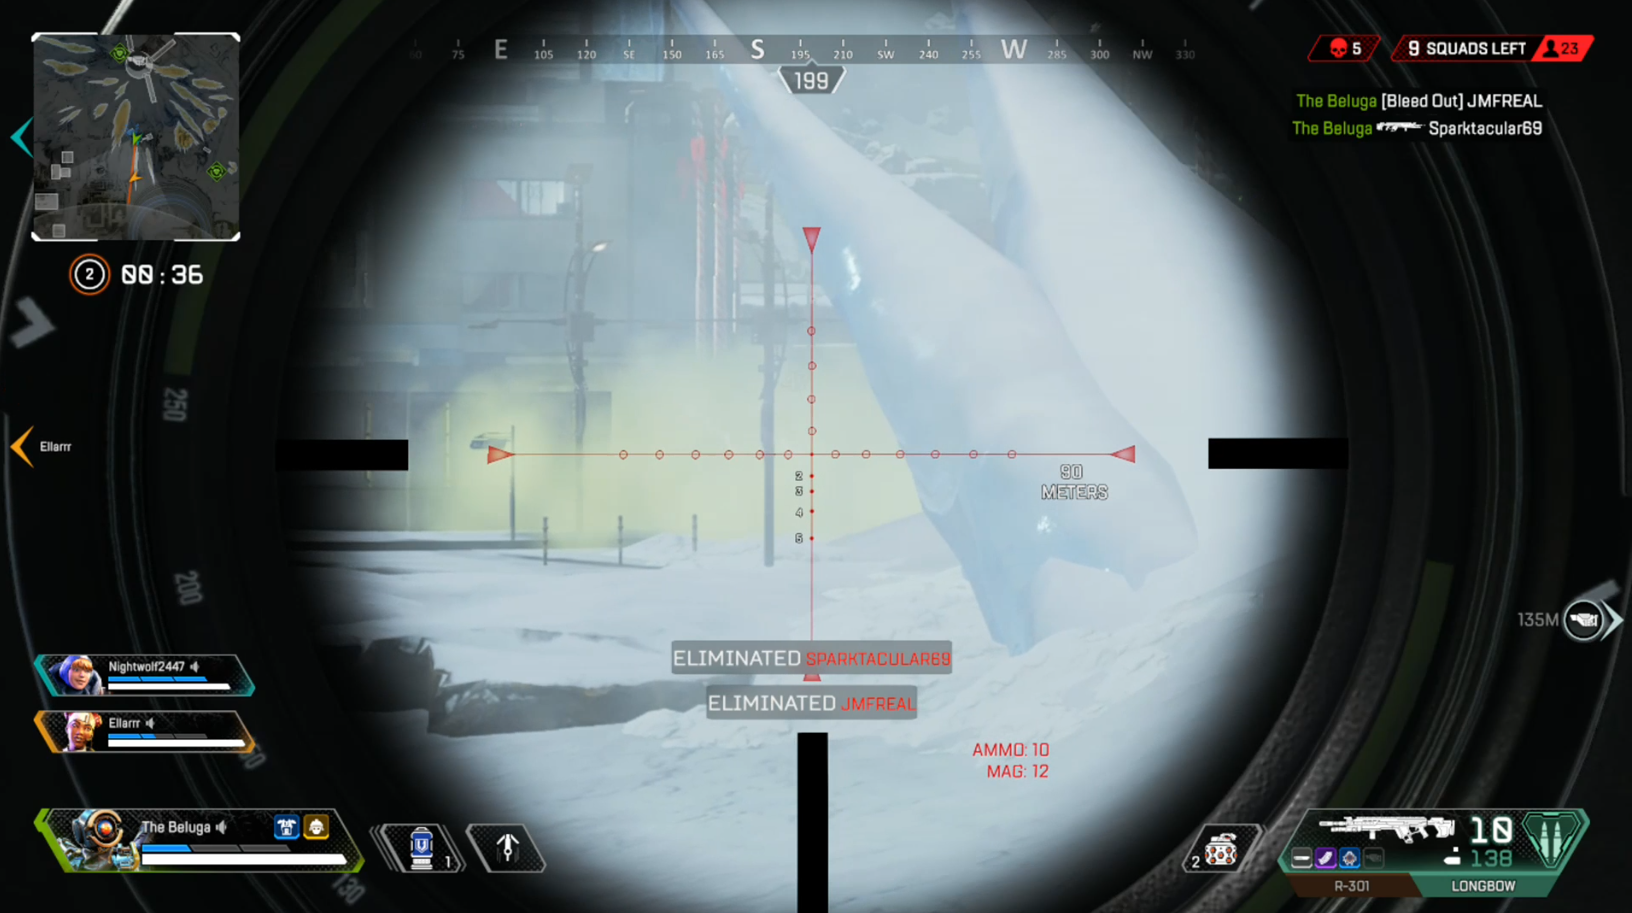 75 E 105 120 SE 150 165 S 195 210 SW 240 255 W 285 300 NW 330
199
5
9 SQUADS LEFT 23
The Beluga [Bleed Out] JMFREAL
The Beluga Sparktacular69
2 00:36
250
Ellarrr
90
METERS
2
3
4
5
200
135M
ELIMINATED SPARKTACULAR69
ELIMINATED JMFREAL
Nightwolf2447
Ellarrr
AMMO: 10
MAG: 12
The Beluga
1
2
10
138
R-301 LONGBOW
130